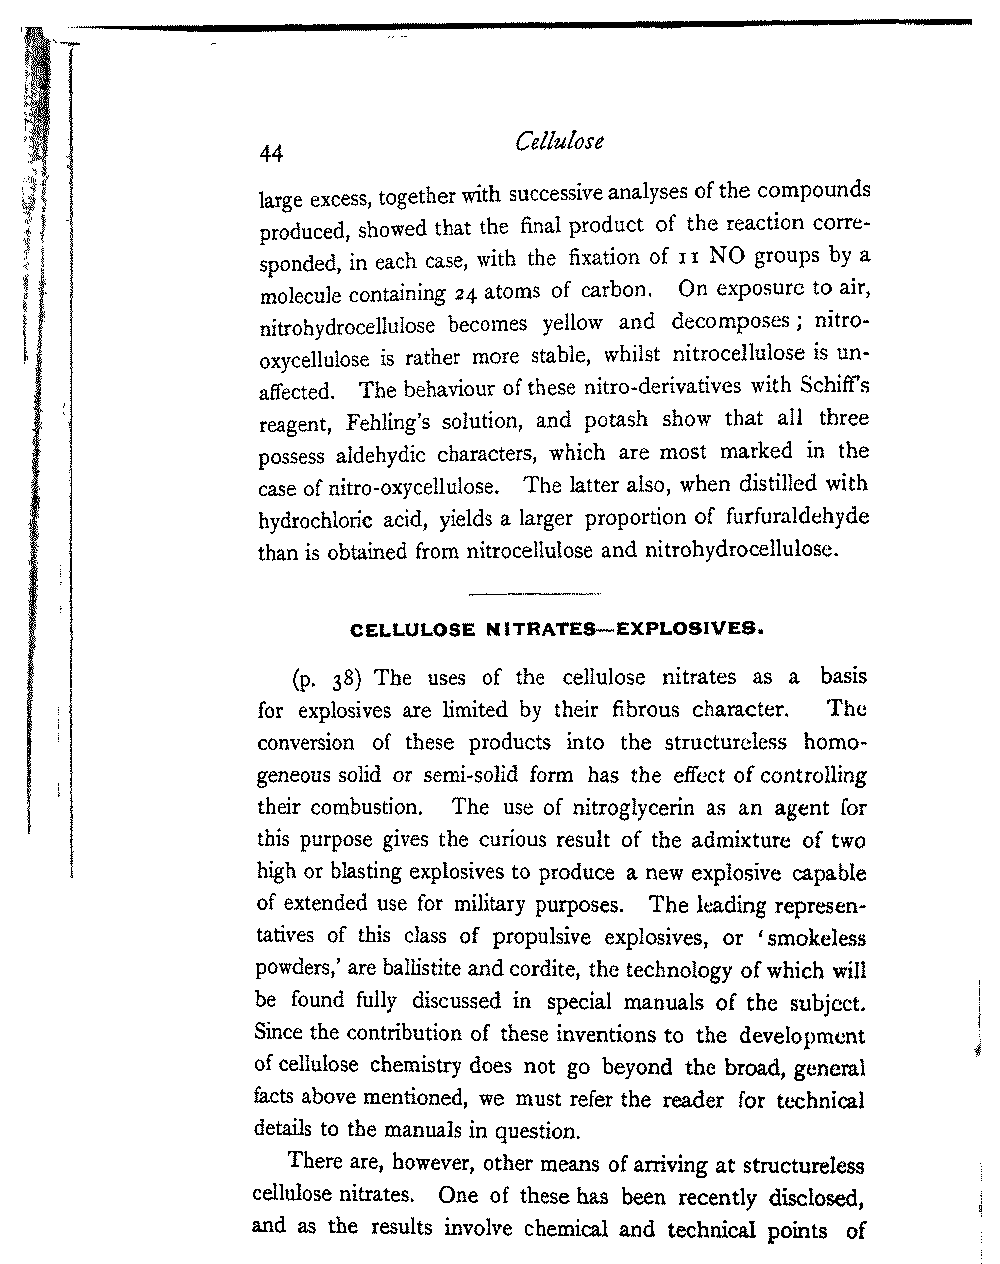 44
Cellulose
large excess, together with successive analyses of the compounds
produced, showed that the final product of the reaction corre-
sponded, in each case, with the fixation of 11 NO groups by a
molecule containing 24 atoms of carbon. On exposure to air,
nitrohydrocellulose becomes yellow and decomposes; nitro-
oxycellulose is rather more stable, whilst nitrocellulose is un-
affected. The behaviour of these nitro-derivatives with Schiff's
reagent, Fehling's solution, and potash show that all three
possess aldehydic characters, which are most marked in the
case of nitro-oxycellulose. The latter also, when distilled with
hydrochloric acid, yields a larger proportion of furfuraldehyde
than is obtained from nitrocellulose and nitrohydrocellulose.
CELLULOSE NITRATES—EXPLOSIVES.
(p. 38) The uses of the cellulose nitrates as a basis
for explosives are limited by their fibrous character. The
conversion of these products into the structureless homo-
geneous solid or semi-solid form has the effect of controlling
their combustion. The use of nitroglycerin as an agent for
this purpose gives the curious result of the admixture of two
high or blasting explosives to produce a new explosive capable
of extended use for military purposes. The leading represen-
tatives of this class of propulsive explosives, or 'smokeless
powders,' are ballistite and cordite, the technology of which will
be found fully discussed in special manuals of the subject.
Since the contribution of these inventions to the development
of cellulose chemistry does not go beyond the broad, general
facts above mentioned, we must refer the reader for technical
details to the manuals in question.
There are, however, other means of arriving at structureless
cellulose nitrates. One of these has been recently disclosed,
and as the results involve chemical and technical points of